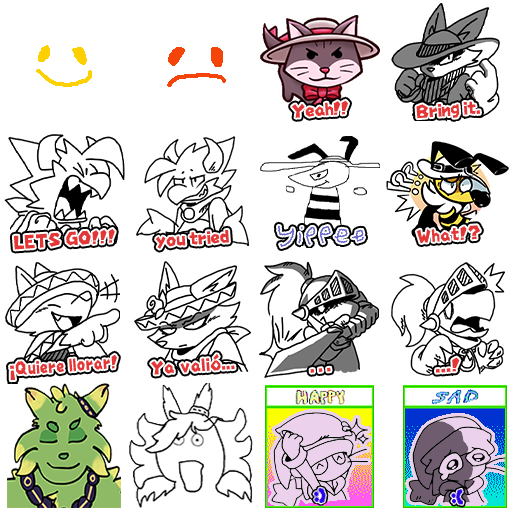 Yeah!!
Bring it.
LETS GO!!!
you tried
yippee
What!?
¡Quiere llorar!
Ya valió...
...
...!
HAPPY
SAD